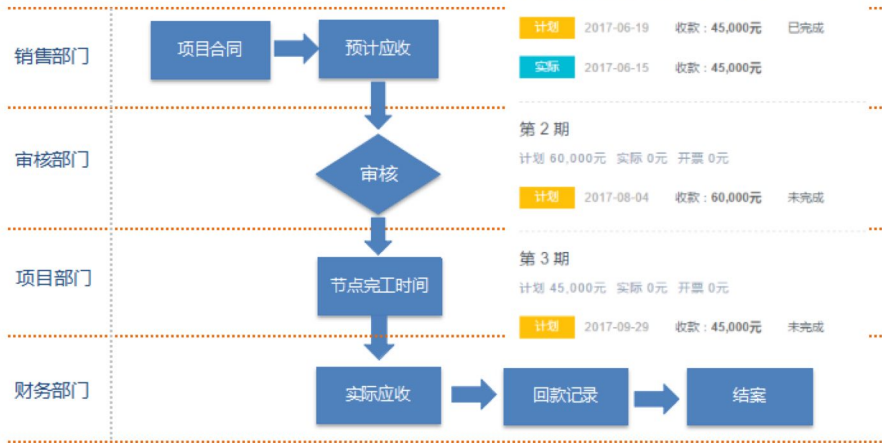 销售部门
项目合同
预计应收
计划 2017-06-19 收款：45,000元 已完成
实际 2017-06-15 收款：45,000元
审核部门
审核
第 2 期
计划 60,000元 实际 0元 开票 0元
计划 2017-08-04 收款：60,000元 未完成
项目部门
节点完工时间
第 3 期
计划 45,000元 实际 0元 开票 0元
计划 2017-09-29 收款：45,000元 未完成
财务部门
实际应收
回款记录
结案